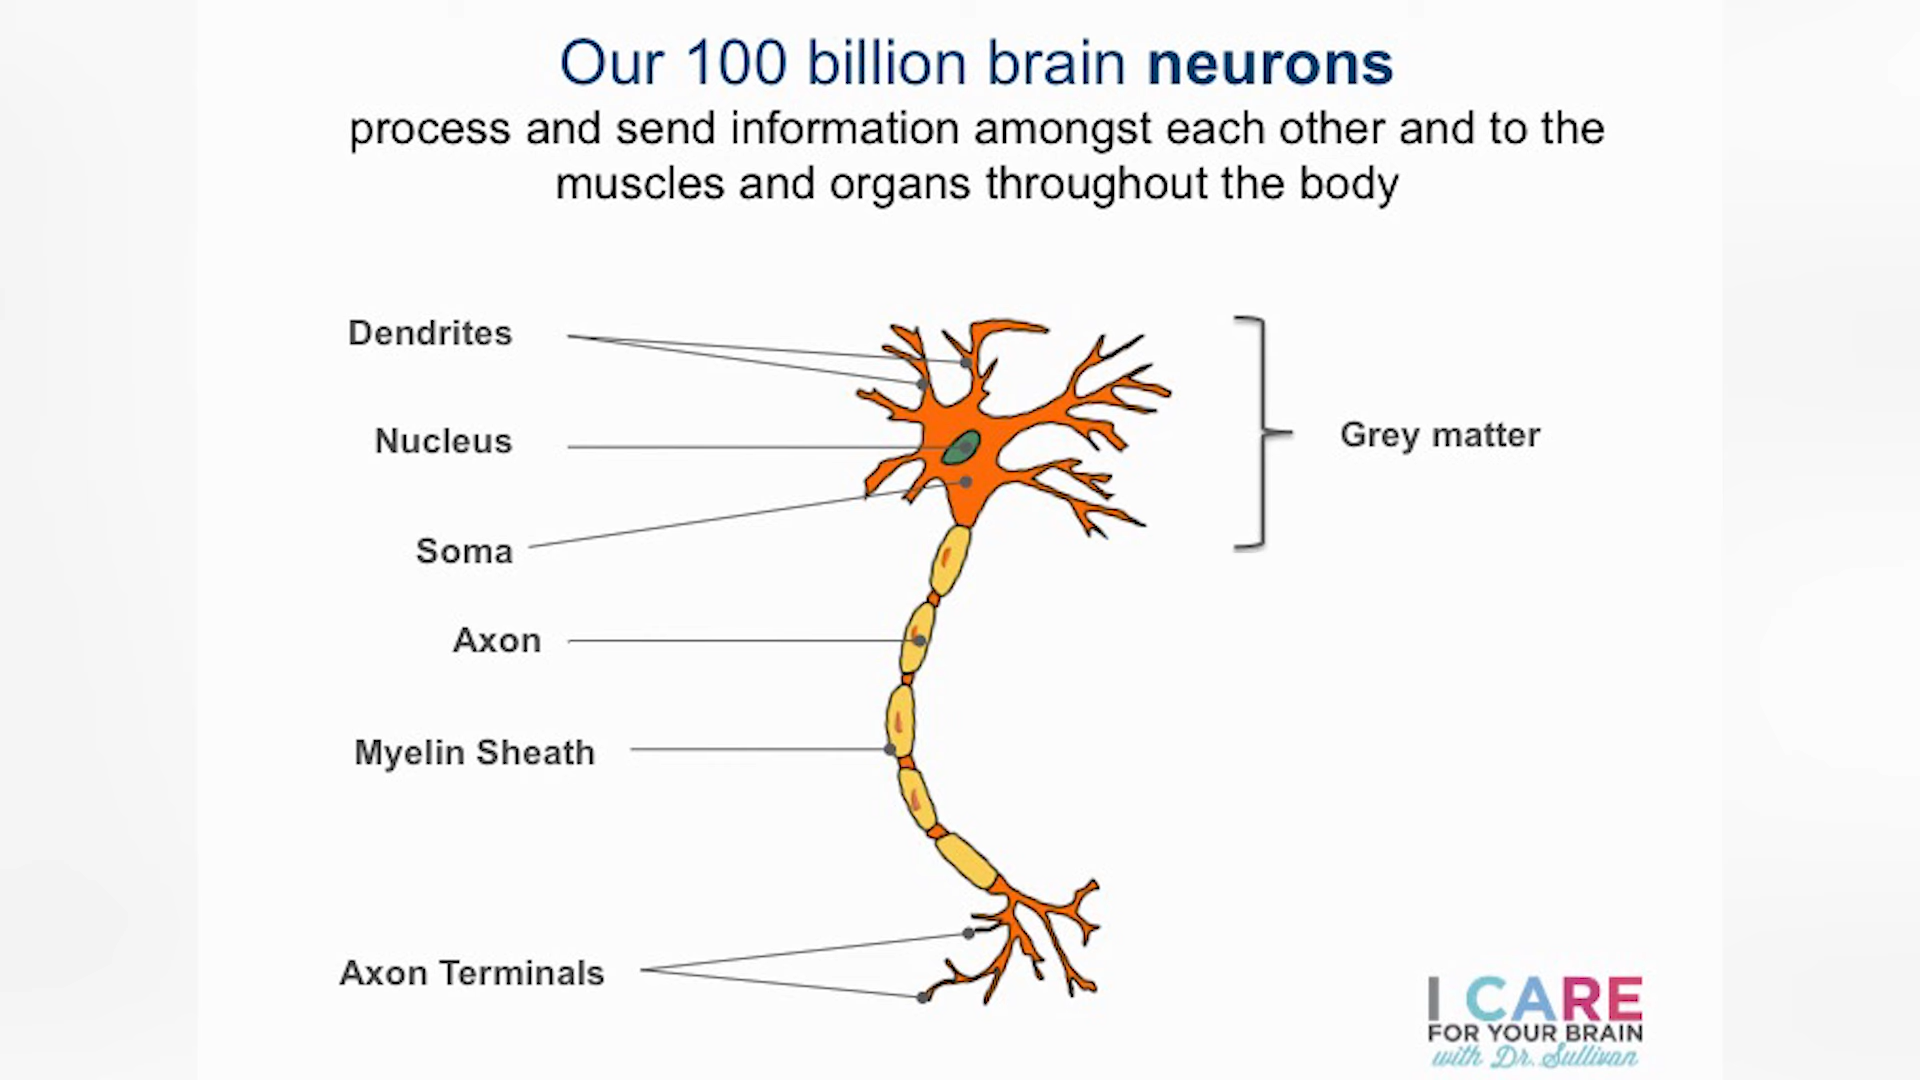 Our 100 billion brain neurons
process and send information amongst each other and to the
muscles and organs throughout the body
Dendrites
Nucleus
Grey matter
Soma
Axon
Myelin Sheath
Axon Terminals
I CARE
FOR YOUR BRAIN
with Dr. Sullivan